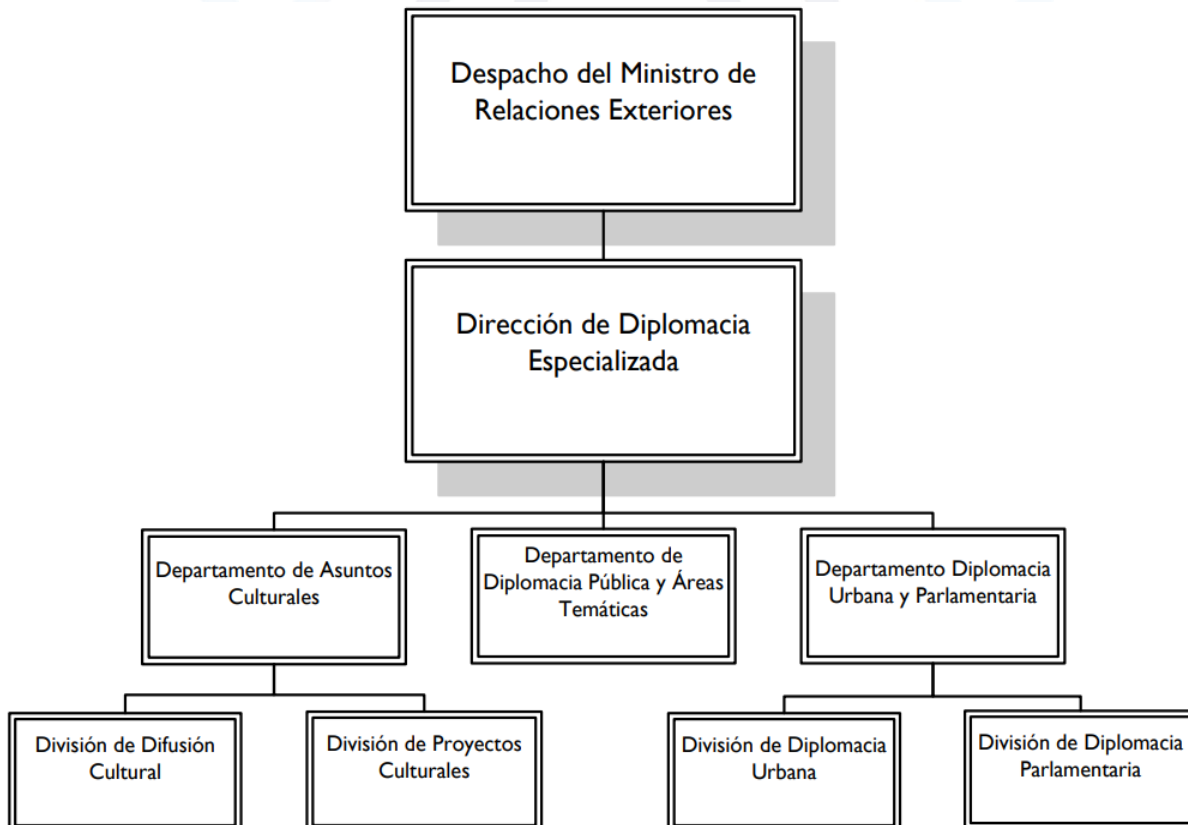 Despacho del Ministro de
Relaciones Exteriores
Dirección de Diplomacia
Especializada
Departamento de Asuntos
Culturales
Departamento de
Diplomacia Pública y Áreas
Temáticas
Departamento Diplomacia
Urbana y Parlamentaria
División de Difusión
Cultural
División de Proyectos
Culturales
División de Diplomacia
Urbana
División de Diplomacia
Parlamentaria